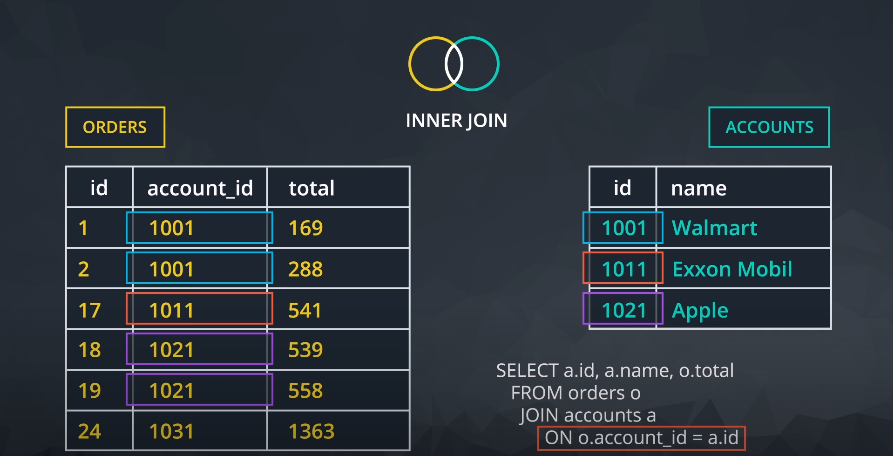 INNER JOIN
ORDERS
id account_id total
1 1001 169
2 1001 288
17 1011 541
18 1021 539
19 1021 558
24 1031 1363
ACCOUNTS
id name
1001 Walmart
1011 Exxon Mobil
1021 Apple
SELECT a.id, a.name, o.total
FROM orders o
JOIN accounts a
ON o.account_id = a.id